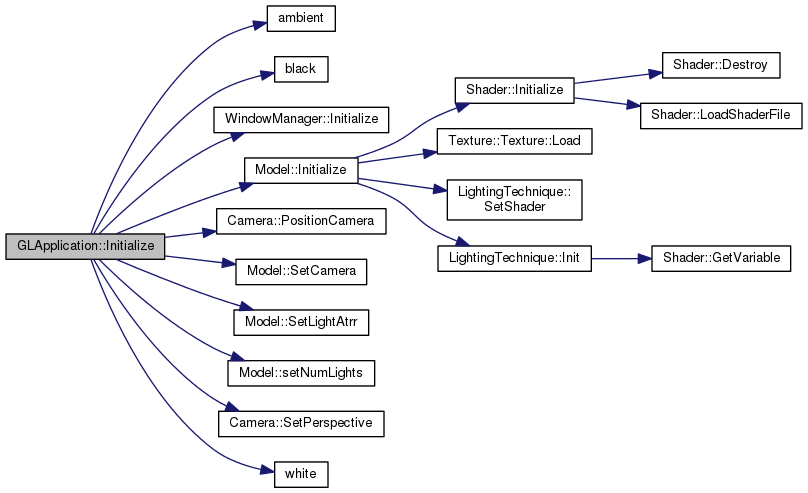 ambient
black
WindowManager::Initialize
Model::Initialize
GLApplication::Initialize
Camera::PositionCamera
Model::SetCamera
Model::SetLightAtrr
Model::setNumLights
Camera::SetPerspective
white
Shader::Initialize
Texture::Texture::Load
LightingTechnique::
SetShader
LightingTechnique::Init
Shader::Destroy
Shader::LoadShaderFile
Shader::GetVariable